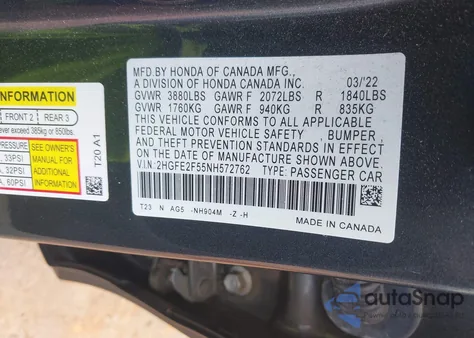 INFORMATION
FRONT 2 REAR 3
ever exceed 385kg or 850lbs.
PRESSURE SEE OWNER'S
, 33PSI MANUAL FOR
A, 32PSI ADDITIONAL
A, 60PSI INFORMATION
T20 A1
MFD.BY HONDA OF CANADA MFG.,
A DIVISION OF HONDA CANADA INC. 03/'22
GVWR 3880LBS GAWR F 2072LBS R 1840LBS
GVWR 1760KG GAWR F 940KG R 835KG
THIS VEHICLE CONFORMS TO ALL APPLICABLE
FEDERAL MOTOR VEHICLE SAFETY, BUMPER ,
AND THEFT PREVENTION STANDARDS IN EFFECT ON THE
DATE OF MANUFACTURE SHOWN ABOVE.
V.I.N:2HGFE2F55NH572762 TYPE: PASSENGER CAR
T23 N AG5 -NH904M -Z -H
MADE IN CANADA
autoSnap